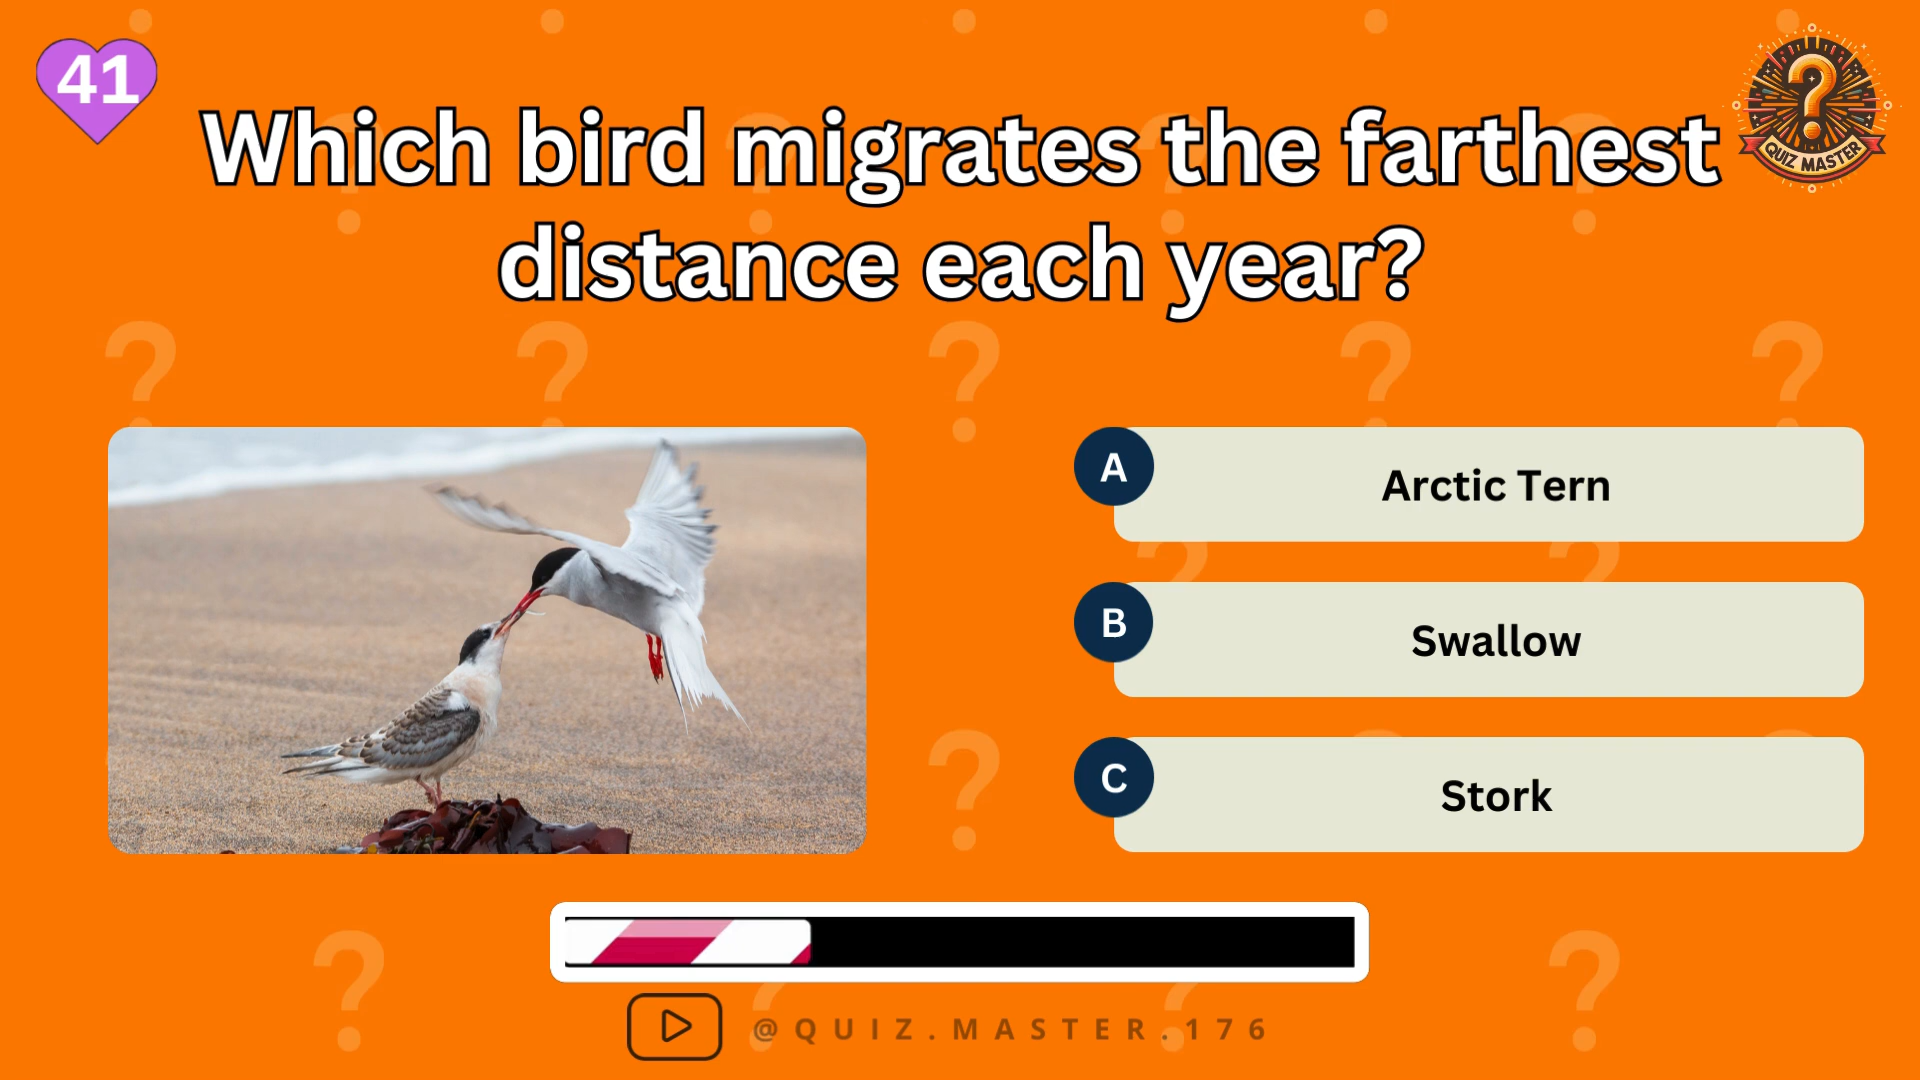 41
QUIZ MASTER
Which bird migrates the farthest
distance each year?
A
Arctic Tern
B
Swallow
C
Stork
@QUIZ.MASTER.176